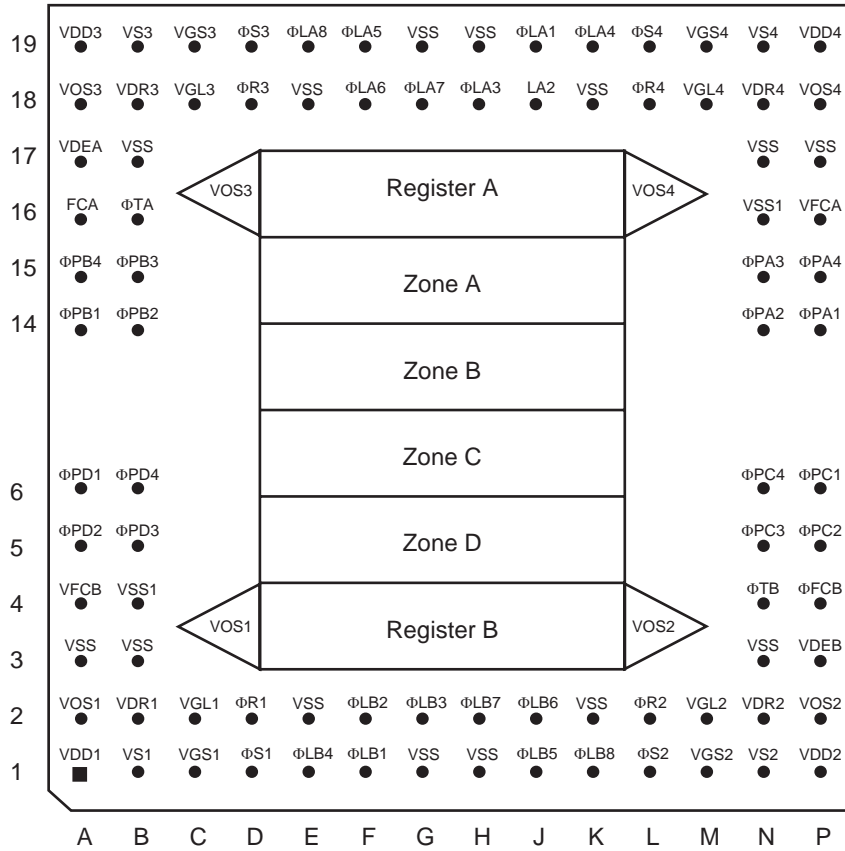 VDD3 VS3 VGS3 ΦS3 ΦLA8 ΦLA5 VSS VSS ΦLA1 ΦLA4 ΦS4 VGS4 VS4 VDD4
19
VOS3 VDR3 VGL3 ΦR3 VSS ΦLA6 ΦLA7 ΦLA3 LA2 VSS ΦR4 VGL4 VDR4 VOS4
18
VDEA VSS VSS VSS
17
VOS3 Register A VOS4
FCA ΦTA VSS1 VFCA
16
ΦPB4 ΦPB3 ΦPA3 ΦPA4
15
Zone A
ΦPB1 ΦPB2 ΦPA2 ΦPA1
14
Zone B
Zone C
ΦPD1 ΦPD4 ΦPC4 ΦPC1
6
ΦPD2 ΦPD3 ΦPC3 ΦPC2
5
Zone D
VFCB VSS1 ΦTB ΦFCB
4
VOS1 Register B VOS2
VSS VSS VSS VDEB
3
VOS1 VDR1 VGL1 ΦR1 VSS ΦLB2 ΦLB3 ΦLB7 ΦLB6 VSS ΦR2 VGL2 VDR2 VOS2
2
VDD1 VS1 VGS1 ΦS1 ΦLB4 ΦLB1 VSS VSS ΦLB5 ΦLB8 ΦS2 VGS2 VS2 VDD2
1
A B C D E F G H J K L M N P